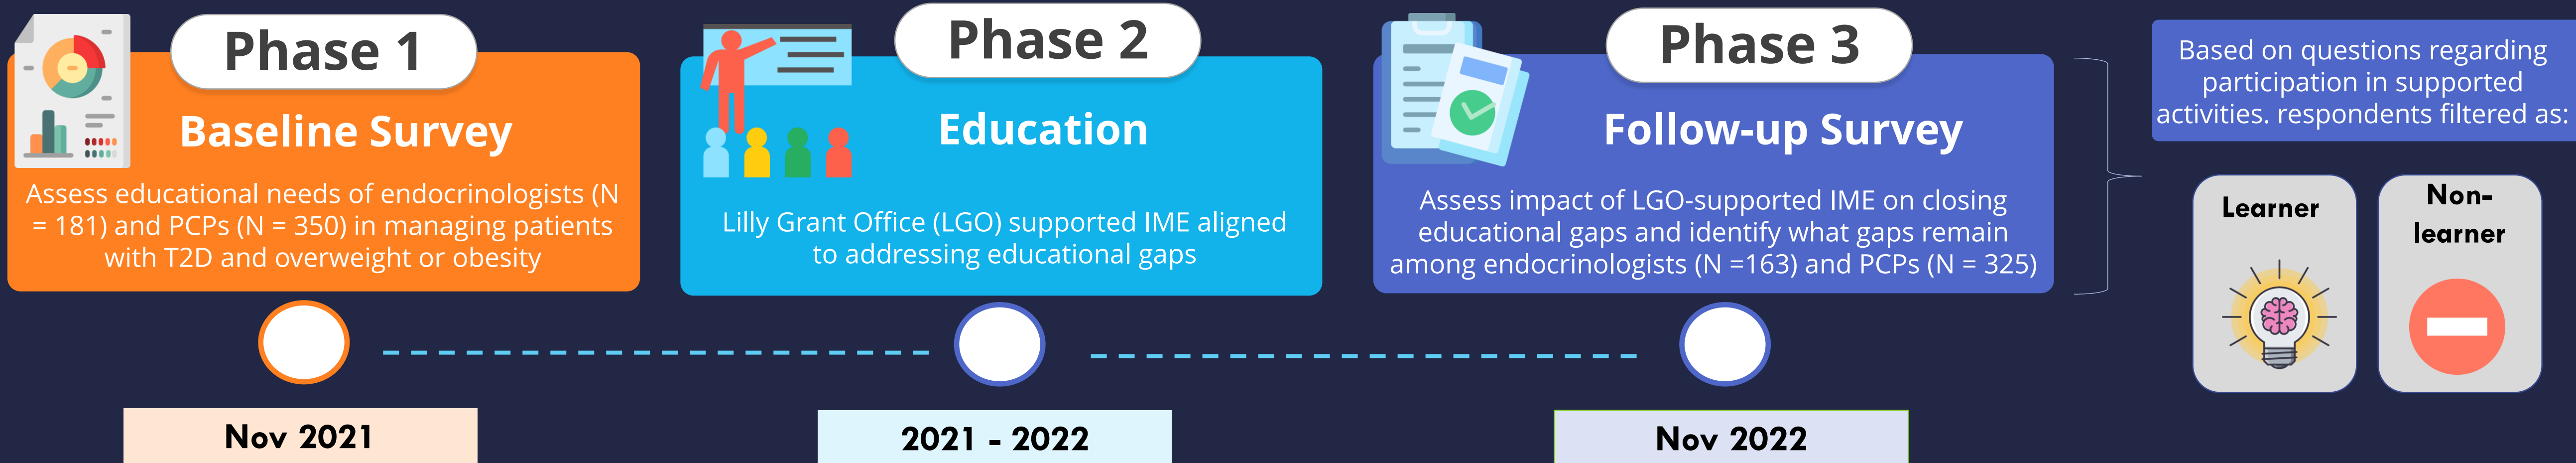 Phase 1
Baseline Survey
Assess educational needs of endocrinologists (N
= 181) and PCPs (N = 350) in managing patients
with T2D and overweight or obesity
Nov 2021
Phase 2
Education
Lilly Grant Office (LGO) supported IME aligned
to addressing educational gaps
2021 - 2022
Phase 3
Follow-up Survey
Assess impact of LGO-supported IME on closing
educational gaps and identify what gaps remain
among endocrinologists (N =163) and PCPs (N = 325)
Nov 2022
Based on questions regarding
participation in supported
activities. respondents filtered as:
Learner
Non-
learner